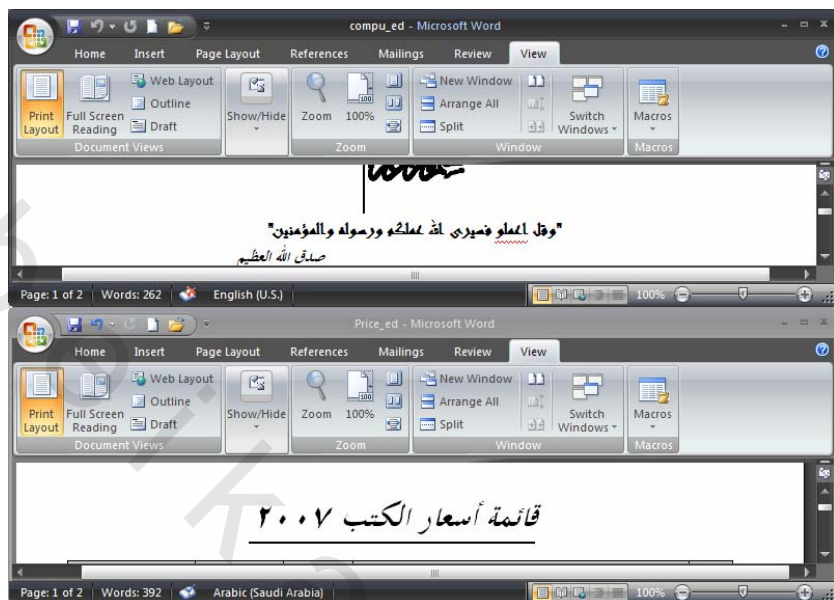 compu_ed - Microsoft Word
Home Insert Page Layout References Mailings Review View
Print Layout
Full Screen Reading
Web Layout
Outline
Draft
Document Views
Show/Hide
Zoom
100%
Zoom
New Window
Arrange All
Split
Switch Windows
Window
Macros
Macros
"وقل اعملو فسيرى الله عملكم ورسوله والمؤمنين"
صدق الله العظيم
Page: 1 of 2 Words: 262 English (U.S.) 100%
Price_ed - Microsoft Word
Home Insert Page Layout References Mailings Review View
Print Layout
Full Screen Reading
Web Layout
Outline
Draft
Document Views
Show/Hide
Zoom
100%
Zoom
New Window
Arrange All
Split
Switch Windows
Window
Macros
Macros
قائمة أسعار الكتب ٢٠٠٧
Page: 1 of 2 Words: 392 Arabic (Saudi Arabia) 100%